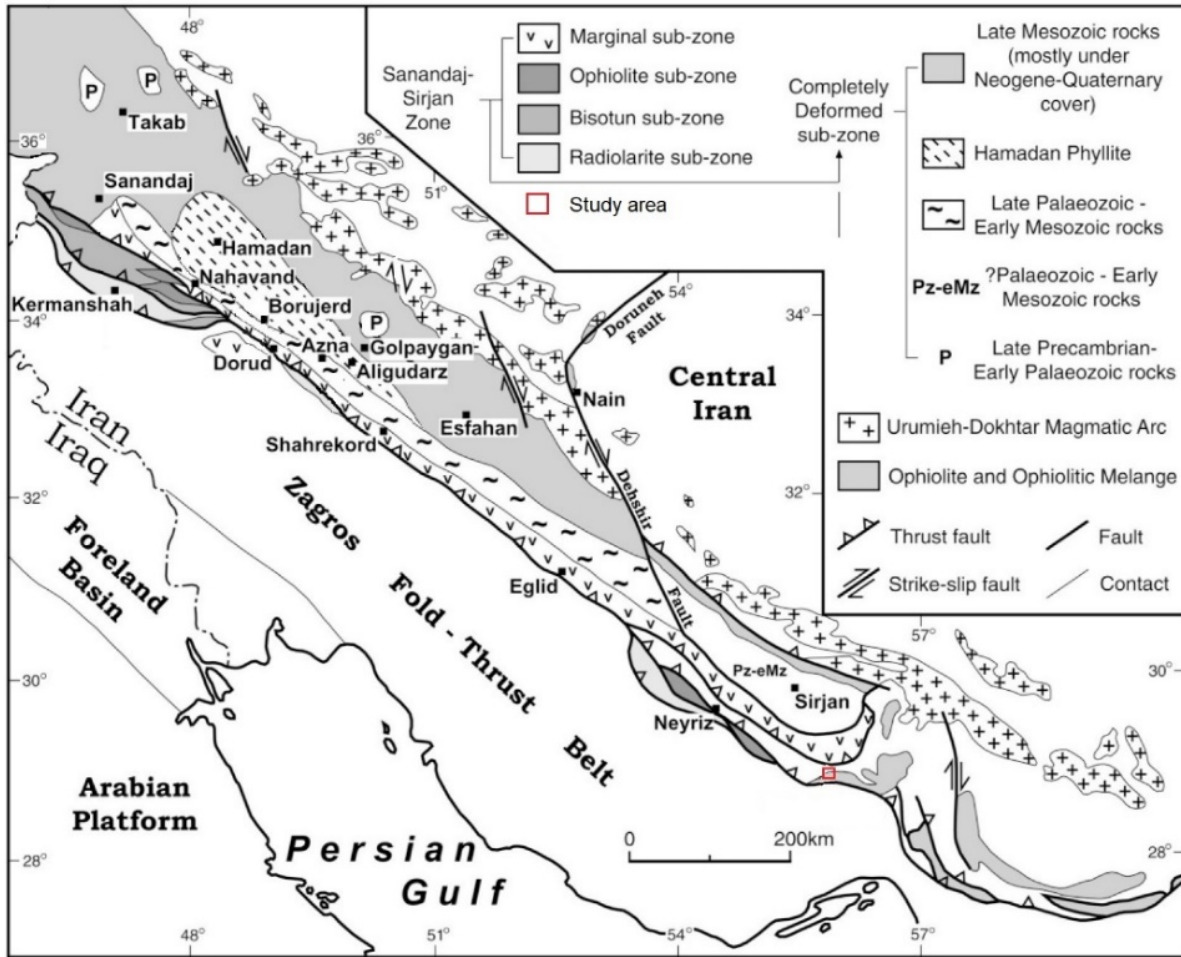 48°
Marginal sub-zone
Ophiolite sub-zone
Bisotun sub-zone
Radiolarite sub-zone
Sanandaj-
Sirjan
Zone
Study area
Completely
Deformed
sub-zone
Late Mesozoic rocks
(mostly under
Neogene-Quaternary
cover)
Hamadan Phyllite
Late Palaeozoic -
Early Mesozoic rocks
Pz-eMz
?Palaeozoic - Early
Mesozoic rocks
P
Late Precambrian-
Early Palaeozoic rocks
Urumieh-Dokhtar Magmatic Arc
Ophiolite and Ophiolitic Melange
Thrust fault
Fault
Strike-slip fault
Contact
P
P
Takab
36°
36°
51°
Sanandaj
Hamadan
Nahavand
Kermanshah
Borujerd
34°
P
Azna
Golpaygan
Dorud
Aligudarz
54°
34°
Doruneh
Fault
Central
Iran
Nain
Esfahan
Shahrekord
Iran
Iraq
32°
32°
Zagros
Fold - Thrust
Belt
Dehshir
Fault
Foreland
Basin
Eglid
57°
30°
30°
Pz-eMz
Sirjan
Neyriz
Arabian
Platform
0
200km
Persian
Gulf
28°
28°
48°
51°
54°
57°